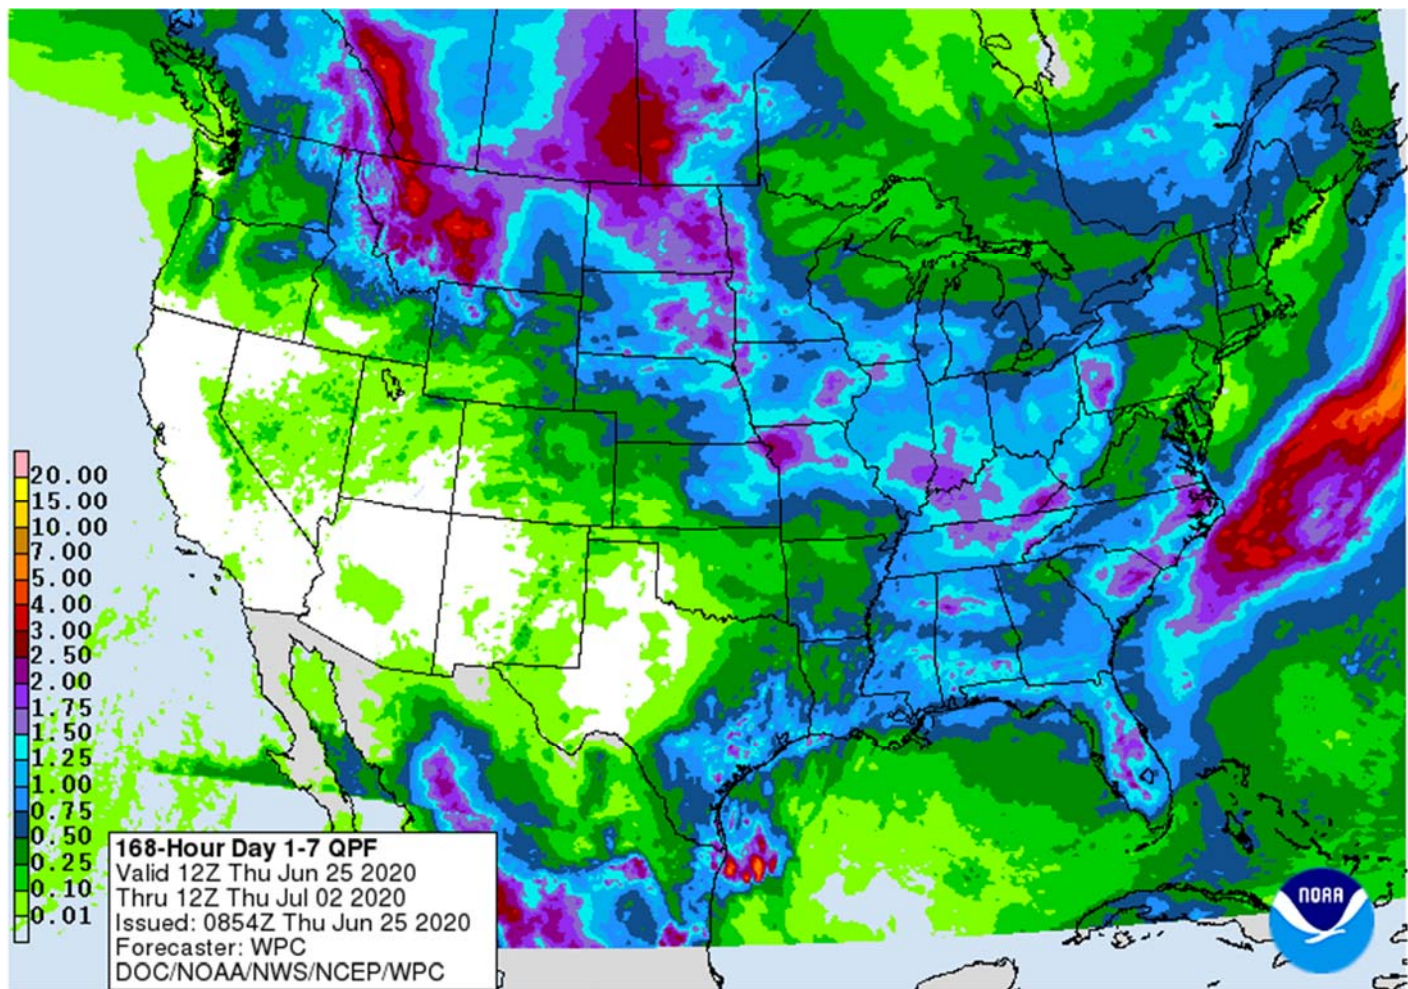 20.00
15.00
10.00
7.00
5.00
4.00
3.00
2.50
2.00
1.75
1.50
1.25
1.00
0.75
0.50
0.25
0.10
0.01
168-Hour Day 1-7 QPF
Valid 12Z Thu Jun 25 2020
Thru 12Z Thu Jul 02 2020
Issued: 0854Z Thu Jun 25 2020
Forecaster: WPC
DOC/NOAA/NWS/NCEP/WPC
NOAA